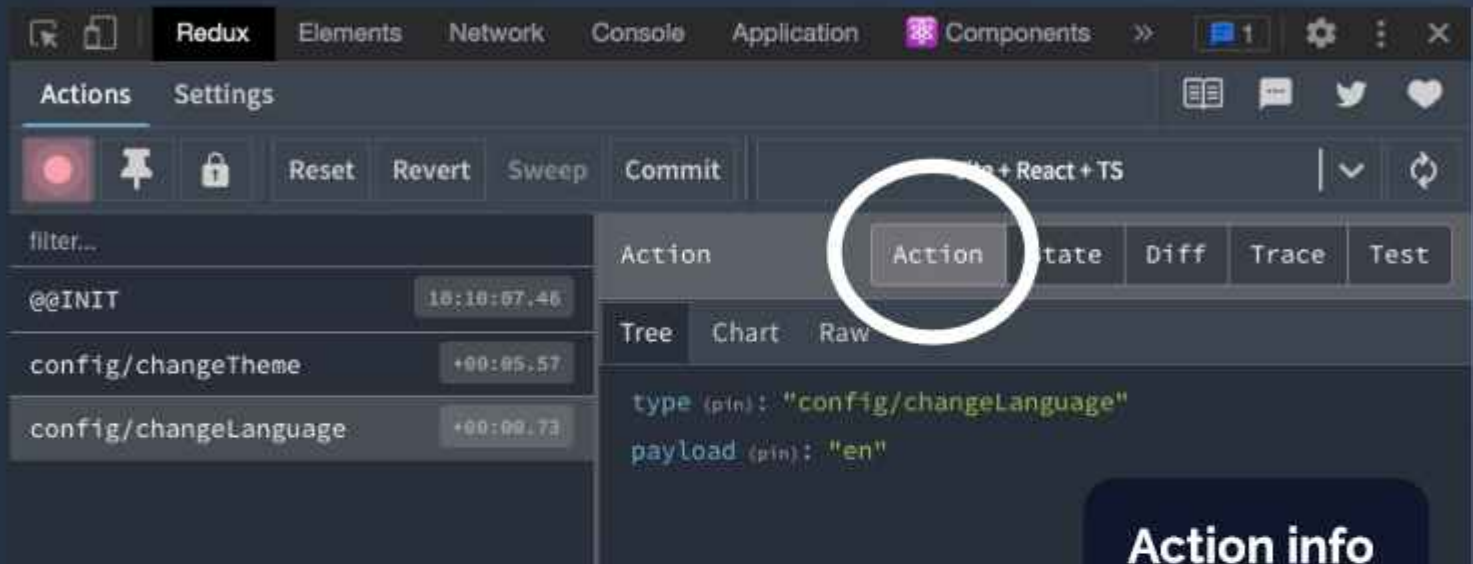 Redux Elements Network Console Application Components » 1
Actions Settings
Reset Revert Sweep Commit + React + TS
filter...
Action Action State Diff Trace Test
@@INIT 10:10:07.46
Tree Chart Raw
config/changeTheme +00:05.57
type (pin): "config/changeLanguage"
config/changeLanguage +00:00.73
payload (pin): "en"
Action info